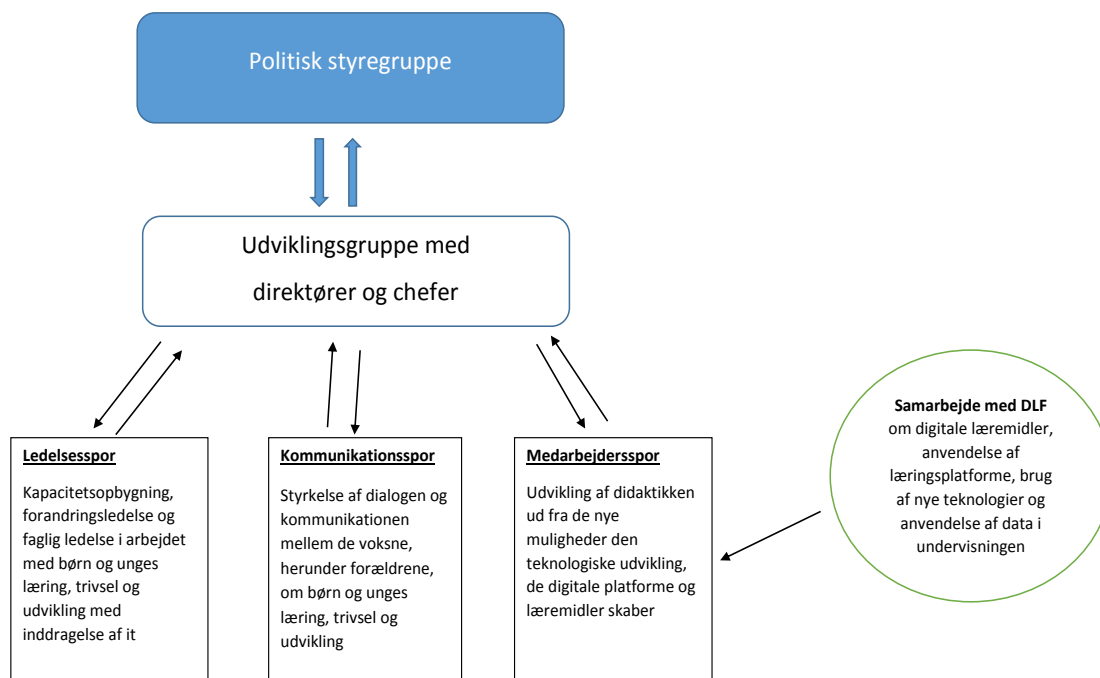 Politisk styregruppe
Udviklingsgruppe med
direktører og chefer
Ledelsesspor
Kapacitetsopbygning,
forandringsledelse og
faglig ledelse i arbejdet
med børn og unges
læring, trivsel og
udvikling med
inddragelse af it
Kommunikationsspor
Styrkelse af dialogen og
kommunikationen
mellem de voksne,
herunder forældrene,
om børn og unges
læring, trivsel og
udvikling
Medarbejdersspor
Udvikling af didaktikken
ud fra de nye
muligheder den
teknologiske udvikling,
de digitale platforme og
læremidler skaber
Samarbejde med DLF
om digitale læremidler,
anvendelse af
læringsplatforme, brug
af nye teknologier og
anvendelse af data i
undervisningen